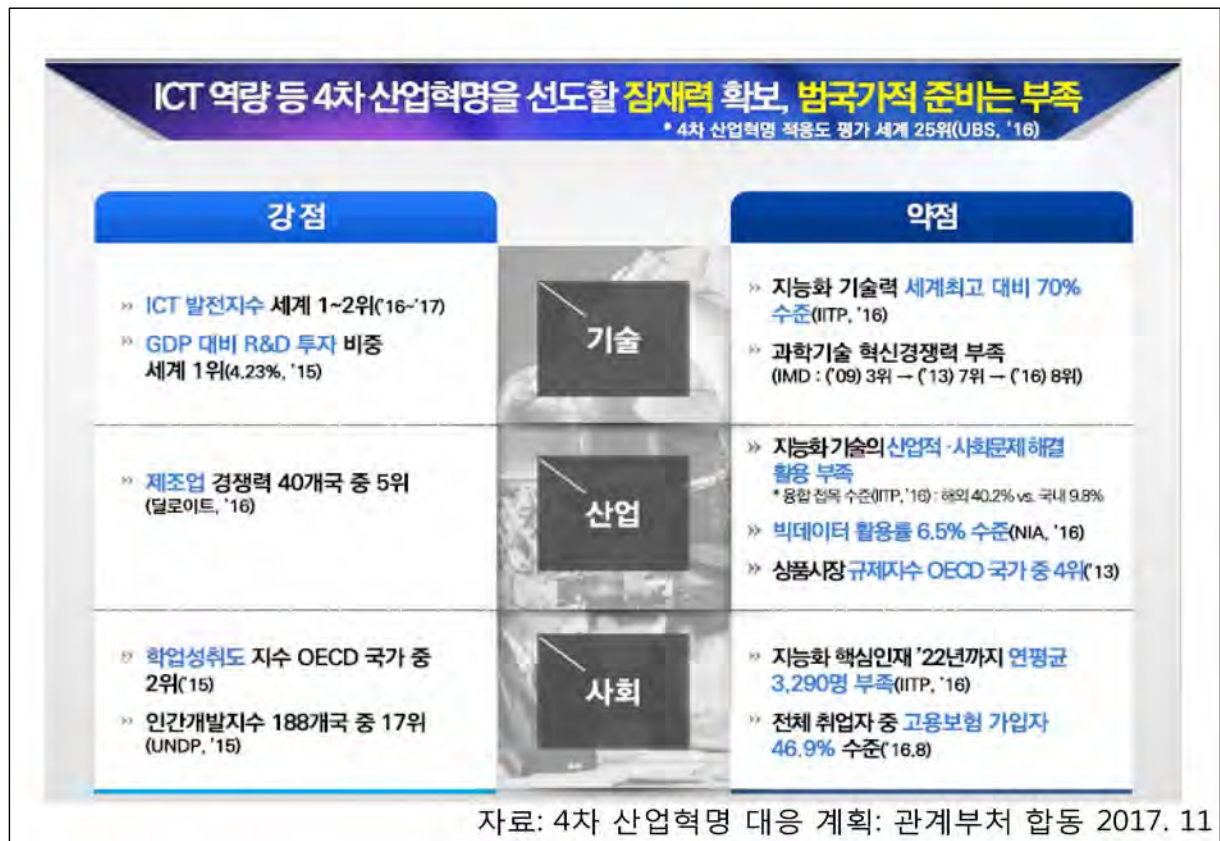 ICT 역량 등 4차 산업혁명을 선도할 잠재력 확보, 범국가적 준비는 부족
* 4차 산업혁명 적응도 평가 세계 25위(UBS, '16)
강점
약점
기술
» ICT 발전지수 세계 1~2위('16~'17)
» GDP 대비 R&D 투자 비중
세계 1위(4.23%, '15)
» 지능화 기술력 세계최고 대비 70%
수준(IITP, '16)
» 과학기술 혁신경쟁력 부족
(IMD : ('09) 3위 → ('13) 7위 → ('16) 8위)
산업
» 제조업 경쟁력 40개국 중 5위
(딜로이트, '16)
» 지능화 기술의 산업적·사회문제 해결
활용 부족
* 융합 접목 수준(IITP, '16) : 해외 40.2% vs. 국내 9.8%
» 빅데이터 활용률 6.5% 수준(NIA, '16)
» 상품시장 규제지수 OECD 국가 중 4위('13)
사회
» 학업성취도 지수 OECD 국가 중
2위('15)
» 인간개발지수 188개국 중 17위
(UNDP, '15)
» 지능화 핵심인재 '22년까지 연평균
3,290명 부족(IITP, '16)
» 전체 취업자 중 고용보험 가입자
46.9% 수준('16.8)
자료: 4차 산업혁명 대응 계획: 관계부처 합동 2017. 11